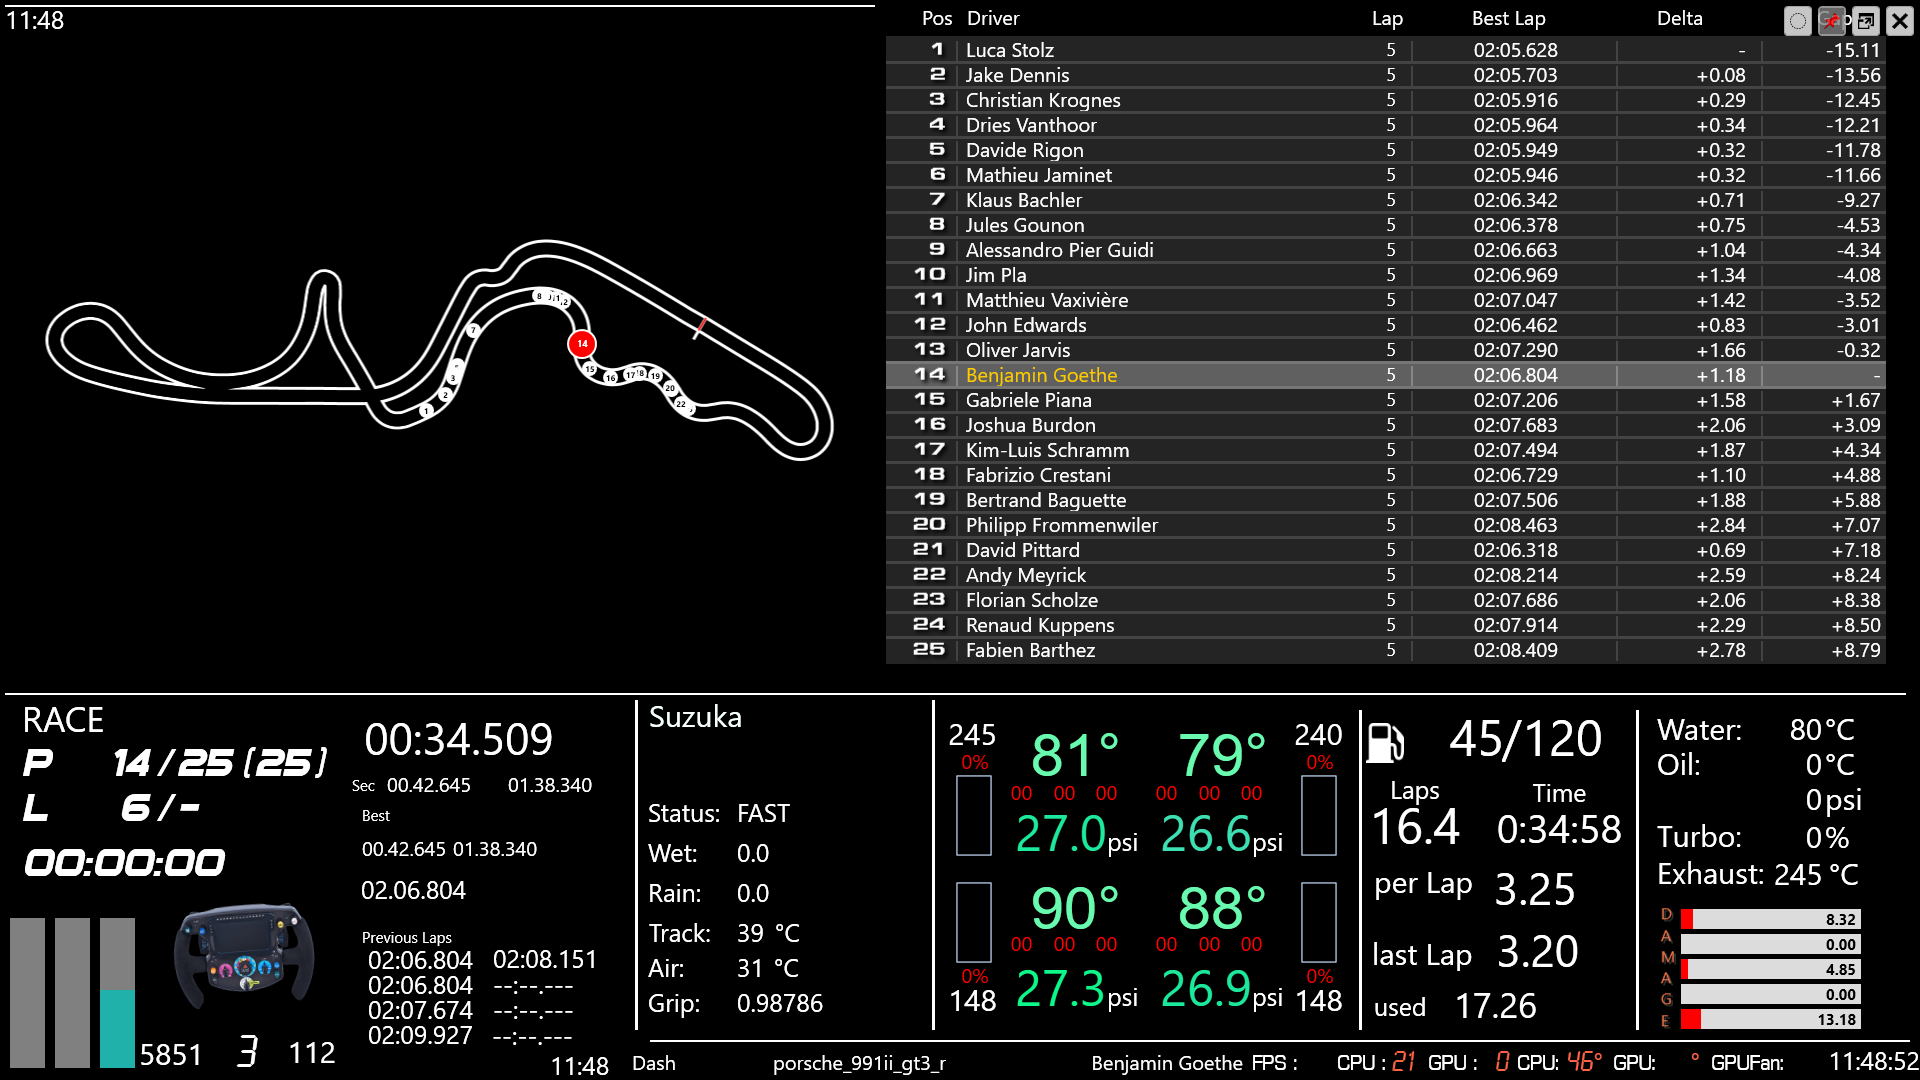 11:48
Pos Driver Lap Best Lap Delta
1 Luca Stolz 5 02:05.628 - -15.11
2 Jake Dennis 5 02:05.703 +0.08 -13.56
3 Christian Krognes 5 02:05.916 +0.29 -12.45
4 Dries Vanthoor 5 02:05.964 +0.34 -12.21
5 Davide Rigon 5 02:05.949 +0.32 -11.78
6 Mathieu Jaminet 5 02:05.946 +0.32 -11.66
7 Klaus Bachler 5 02:06.342 +0.71 -9.27
8 Jules Gounon 5 02:06.378 +0.75 -4.53
9 Alessandro Pier Guidi 5 02:06.663 +1.04 -4.34
10 Jim Pla 5 02:06.969 +1.34 -4.08
11 Matthieu Vaxivière 5 02:07.047 +1.42 -3.52
12 John Edwards 5 02:06.462 +0.83 -3.01
13 Oliver Jarvis 5 02:07.290 +1.66 -0.32
14 Benjamin Goethe 5 02:06.804 +1.18 -
15 Gabriele Piana 5 02:07.206 +1.58 +1.67
16 Joshua Burdon 5 02:07.683 +2.06 +3.09
17 Kim-Luis Schramm 5 02:07.494 +1.87 +4.34
18 Fabrizio Crestani 5 02:06.729 +1.10 +4.88
19 Bertrand Baguette 5 02:07.506 +1.88 +5.88
20 Philipp Frommenwiler 5 02:08.463 +2.84 +7.07
21 David Pittard 5 02:06.318 +0.69 +7.18
22 Andy Meyrick 5 02:08.214 +2.59 +8.24
23 Florian Scholze 5 02:07.686 +2.06 +8.38
24 Renaud Kuppens 5 02:07.914 +2.29 +8.50
25 Fabien Barthez 5 02:08.409 +2.78 +8.79
8
7
14
15 16 17 18 19
20
22
3
2
1
RACE
P 14/25 (25)
L 6/-
00:00:00
5851 3 112
00:34.509
Sec 00.42.645 01.38.340
Best
00.42.645 01.38.340
02.06.804
Previous Laps
02:06.804 02:08.151
02:06.804 --:--.---
02:07.674 --:--.---
02:09.927 --:--.---
11:48
Suzuka
Status: FAST
Wet: 0.0
Rain: 0.0
Track: 39 °C
Air: 31 °C
Grip: 0.98786
245 81° 79° 240
0% 0%
00 00 00 00 00 00
27.0psi 26.6psi
90° 88°
00 00 00 00 00 00
0% 0%
148 27.3psi 26.9psi 148
45/120
Laps Time
16.4 0:34:58
per Lap 3.25
last Lap 3.20
used 17.26
Water: 80°C
Oil: 0°C
0psi
Turbo: 0%
Exhaust: 245 °C
DAMAGE
8.32
0.00
4.85
0.00
13.18
Dash porsche_991ii_gt3_r Benjamin Goethe FPS : CPU : 21 GPU : 0 CPU: 46° GPU: ° GPUFan: 11:48:52